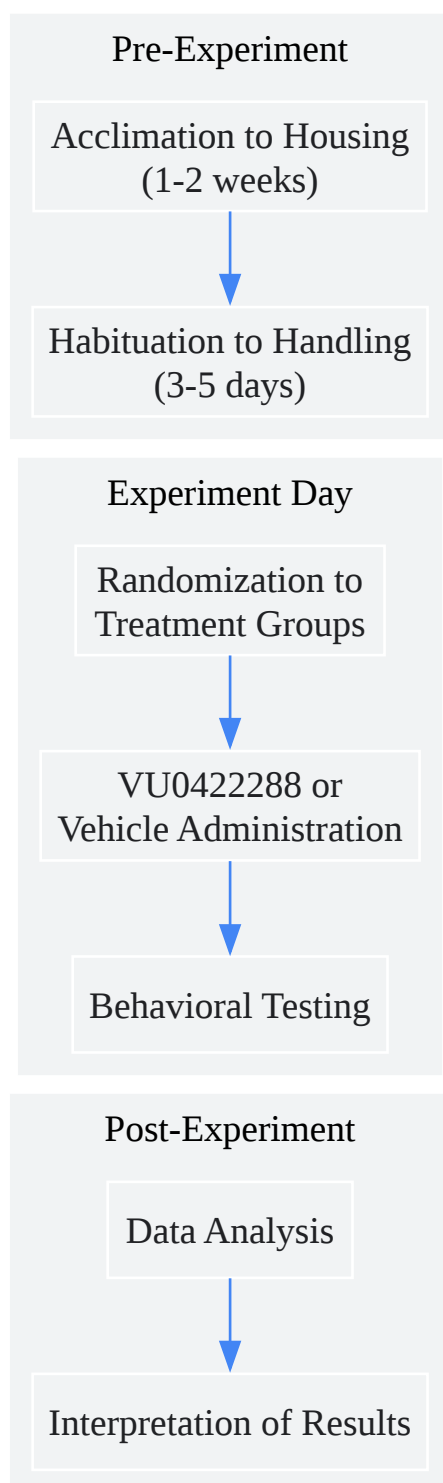 Pre-Experiment
Acclimation to Housing
(1-2 weeks)
Habituation to Handling
(3-5 days)
Experiment Day
Randomization to
Treatment Groups
VU0422288 or
Vehicle Administration
Behavioral Testing
Post-Experiment
Data Analysis
Interpretation of Results